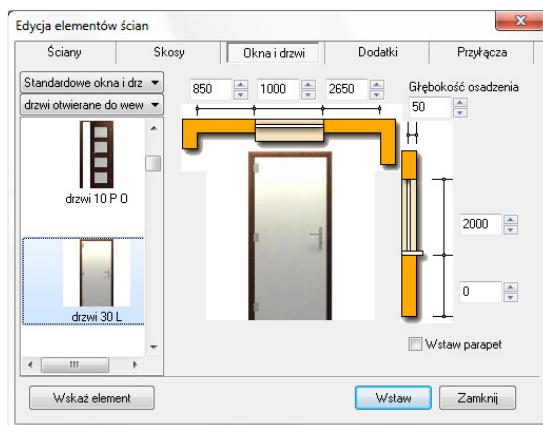 Edycja elementów ścian
Ściany Skosy Okna i drzwi Dodatki Przyłącza
Standardowe okna i drz
drzwi otwierane do wew
850 1000 2650 Głębokość osadzenia
50
drzwi 10 P O
2000
drzwi 30 L
0
Wstaw parapet
Wskaż element Wstaw Zamknij